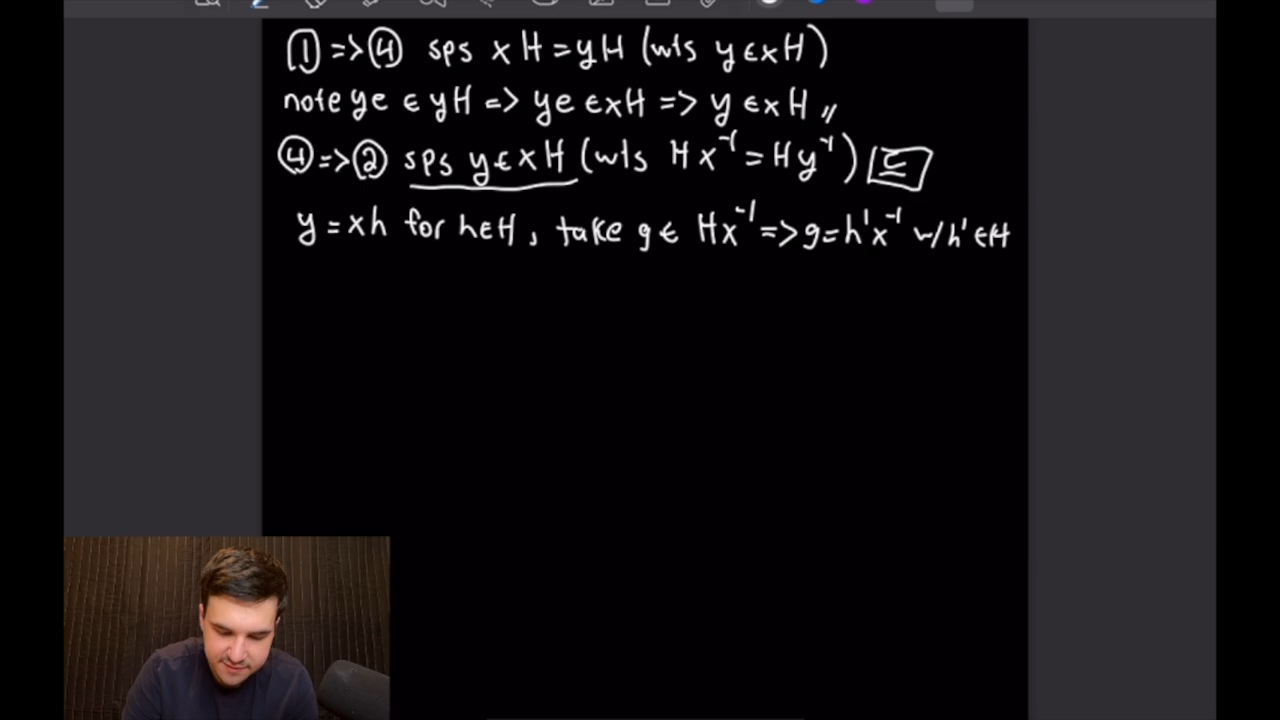 ① => ④ sps xH = yH (wts y ∈ xH)
note ye ∈ yH => ye ∈ xH => y ∈ xH //
④ => ② sps y ∈ xH (wts Hx⁻¹ = Hy⁻¹) ⊆
y = xh for h ∈ H, take g ∈ Hx⁻¹ => g = h'x⁻¹ w/ h' ∈ H